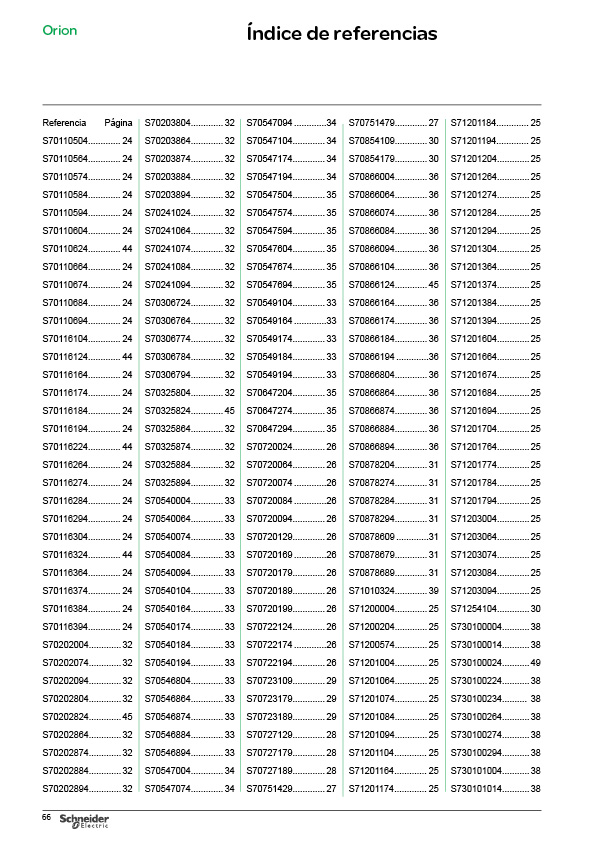 Orion
Índice de referencias
Referencia Página
S70110504 ............. 24
S70110564 ............. 24
S70110574 ............. 24
S70110584 ............. 24
S70110594 ............. 24
S70110604 ............. 24
S70110624 ............. 44
S70110664 ............. 24
S70110674 ............. 24
S70110684 ............. 24
S70110694 ............. 24
S70116104 ............. 24
S70116124 ............. 44
S70116164 ............. 24
S70116174 ............. 24
S70116184 ............. 24
S70116194 ............. 24
S70116224 ............. 44
S70116264 ............. 24
S70116274 ............. 24
S70116284 ............. 24
S70116294 ............. 24
S70116304 ............. 24
S70116324 ............. 44
S70116364 ............. 24
S70116374 ............. 24
S70116384 ............. 24
S70116394 ............. 24
S70202004 ............. 32
S70202074 ............. 32
S70202094 ............. 32
S70202804 ............. 32
S70202824 ............. 45
S70202864 ............. 32
S70202874 ............. 32
S70202884 ............. 32
S70202894 ............. 32
S70203804 ............. 32
S70203864 ............. 32
S70203874 ............. 32
S70203884 ............. 32
S70203894 ............. 32
S70241024 ............. 32
S70241064 ............. 32
S70241074 ............. 32
S70241084 ............. 32
S70241094 ............. 32
S70306724 ............. 32
S70306764 ............. 32
S70306774 ............. 32
S70306784 ............. 32
S70306794 ............. 32
S70325804 ............. 32
S70325824 ............. 45
S70325864 ............. 32
S70325874 ............. 32
S70325884 ............. 32
S70325894 ............. 32
S70540004 ............. 33
S70540064 ............. 33
S70540074 ............. 33
S70540084 ............. 33
S70540094 ............. 33
S70540104 ............. 33
S70540164 ............. 33
S70540174 ............. 33
S70540184 ............. 33
S70540194 ............. 33
S70546804 ............. 33
S70546864 ............. 33
S70546874 ............. 33
S70546884 ............. 33
S70546894 ............. 33
S70547004 ............. 34
S70547074 ............. 34
S70547094 ............. 34
S70547104 ............. 34
S70547174 ............. 34
S70547194 ............. 34
S70547504 ............. 35
S70547574 ............. 35
S70547594 ............. 35
S70547604 ............. 35
S70547674 ............. 35
S70547694 ............. 35
S70549104 ............. 33
S70549164 ............. 33
S70549174 ............. 33
S70549184 ............. 33
S70549194 ............. 33
S70647204 ............. 35
S70647274 ............. 35
S70647294 ............. 35
S70720024 ............. 26
S70720064 ............. 26
S70720074 ............. 26
S70720084 ............. 26
S70720094 ............. 26
S70720129 ............. 26
S70720169 ............. 26
S70720179 ............. 26
S70720189 ............. 26
S70720199 ............. 26
S70722124 ............. 26
S70722174 ............. 26
S70722194 ............. 26
S70723109 ............. 29
S70723179 ............. 29
S70723189 ............. 29
S70727129 ............. 28
S70727179 ............. 28
S70727189 ............. 28
S70751429 ............. 27
S70751479 ............. 27
S70854109 ............. 30
S70854179 ............. 30
S70866004 ............. 36
S70866064 ............. 36
S70866074 ............. 36
S70866084 ............. 36
S70866094 ............. 36
S70866104 ............. 36
S70866124 ............. 45
S70866164 ............. 36
S70866174 ............. 36
S70866184 ............. 36
S70866194 ............. 36
S70866804 ............. 36
S70866864 ............. 36
S70866874 ............. 36
S70866884 ............. 36
S70866894 ............. 36
S70878204 ............. 31
S70878274 ............. 31
S70878284 ............. 31
S70878294 ............. 31
S70878609 ............. 31
S70878679 ............. 31
S70878689 ............. 31
S71010324 ............. 39
S71200004 ............. 25
S71200204 ............. 25
S71200574 ............. 25
S71201004 ............. 25
S71201064 ............. 25
S71201074 ............. 25
S71201084 ............. 25
S71201094 ............. 25
S71201104 ............. 25
S71201164 ............. 25
S71201174 ............. 25
S71201184 ............. 25
S71201194 ............. 25
S71201204 ............. 25
S71201264 ............. 25
S71201274 ............. 25
S71201284 ............. 25
S71201294 ............. 25
S71201304 ............. 25
S71201364 ............. 25
S71201374 ............. 25
S71201384 ............. 25
S71201394 ............. 25
S71201604 ............. 25
S71201664 ............. 25
S71201674 ............. 25
S71201684 ............. 25
S71201694 ............. 25
S71201704 ............. 25
S71201764 ............. 25
S71201774 ............. 25
S71201784 ............. 25
S71201794 ............. 25
S71203004 ............. 25
S71203064 ............. 25
S71203074 ............. 25
S71203084 ............. 25
S71203094 ............. 25
S71254104 ............. 30
S730100004 ........... 38
S730100014 ........... 38
S730100024 ........... 49
S730100224 ........... 38
S730100234 .......... 38
S730100264 ........... 38
S730100274 ........... 38
S730100294 ........... 38
S730101004 ........... 38
S730101014 ........... 38
66 Schneider Electric